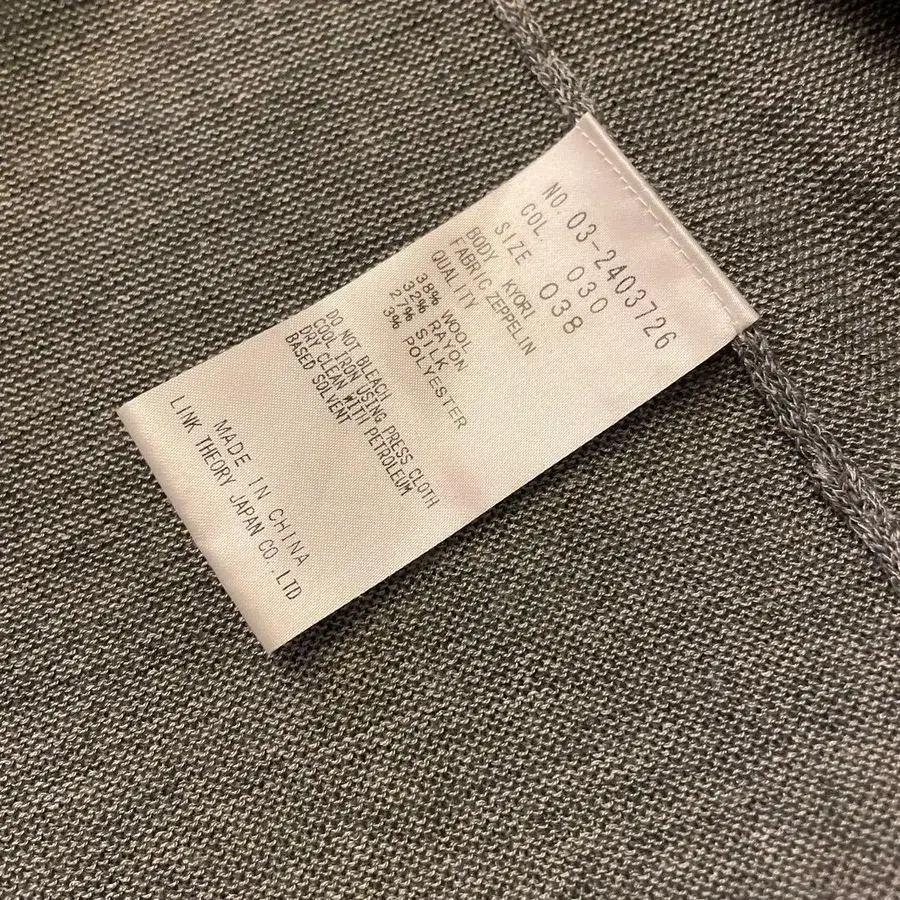 NO. 03-2403726
COL. 030
SIZE 038
BODY KYORI
FABRIC ZEPPELIN
QUALITY
38% WOOL
32% RAYON
27% SILK
3% POLYESTER
DO NOT BLEACH
COOL IRON USING PRESS CLOTH
DRY CLEAN WITH PETROLEUM
BASED SOLVENT
MADE IN CHINA
LINK THEORY JAPAN CO. LTD